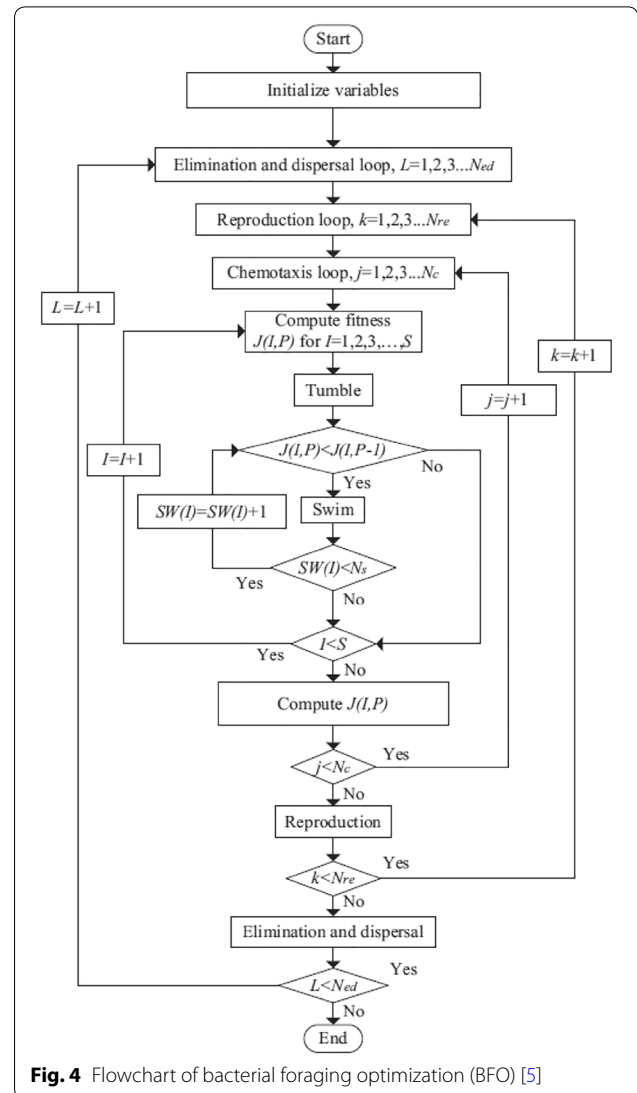 Start
Initialize variables
Elimination and dispersal loop, L=1,2,3...Ned
Reproduction loop, k=1,2,3...Nre
Chemotaxis loop, j=1,2,3...Nc
L=L+1
Compute fitness
J(I,P) for I=1,2,3,...,S
k=k+1
Tumble
j=j+1
J(I,P)<J(I,P-1)
No
I=I+1
Yes
SW(I)=SW(I)+1
Swim
SW(I)<Ns
Yes
No
I<S
Yes
No
Compute J(I,P)
Yes
j<Nc
No
Reproduction
Yes
k<Nre
No
Elimination and dispersal
Yes
L<Ned
No
End
Fig. 4 Flowchart of bacterial foraging optimization (BFO) [5]